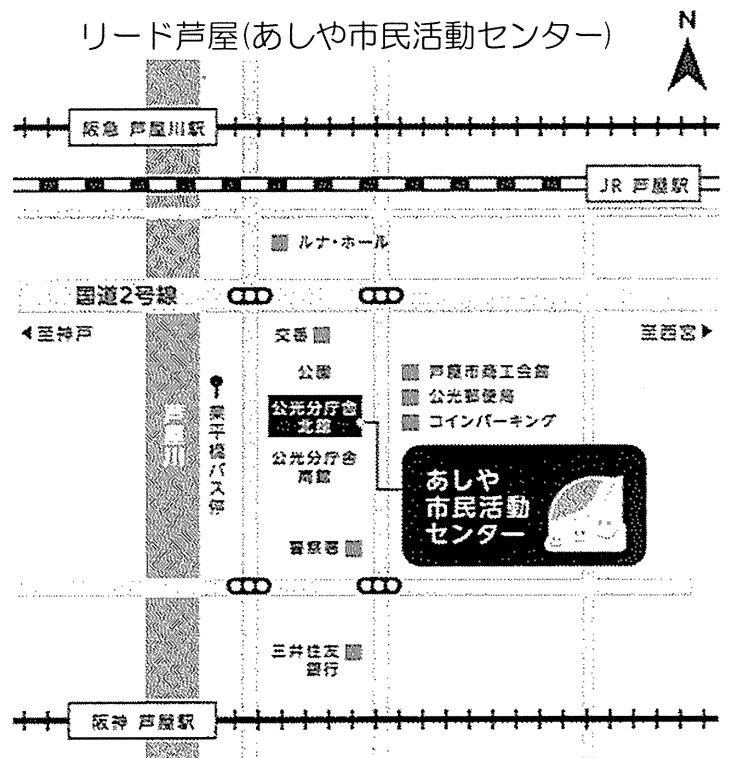 リード芦屋(あしや市民活動センター)
N
阪急 芦屋川駅
JR 芦屋駅
ルナ・ホール
国道2号線
至神戸
至西宮
交番
公園
芦屋市商工会館
公光郵便局
コインパーキング
公光分庁舎
北館
芦屋川
業平橋バス停
公光分庁舎
南館
あしや
市民活動
センター
警察署
三井住友
銀行
阪神 芦屋駅